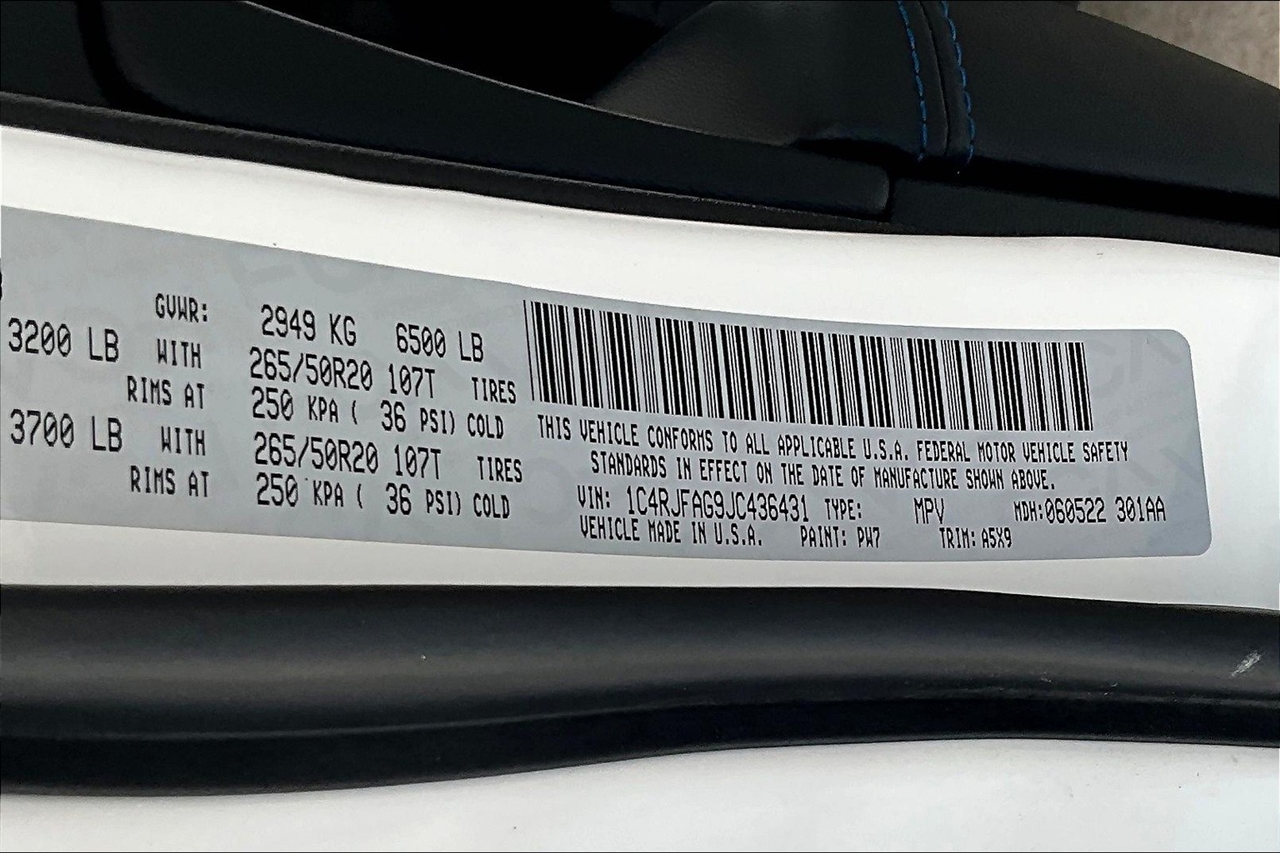 GVWR: 2949 KG 6500 LB
3200 LB WITH 265/50R20 107T TIRES
RIMS AT 250 KPA ( 36 PSI) COLD
3700 LB WITH 265/50R20 107T TIRES
RIMS AT 250 KPA ( 36 PSI) COLD
THIS VEHICLE CONFORMS TO ALL APPLICABLE U.S.A. FEDERAL MOTOR VEHICLE SAFETY
STANDARDS IN EFFECT ON THE DATE OF MANUFACTURE SHOWN ABOVE.
VIN: 1C4RJFAG9JC436431 TYPE: MPV MDH:060522 301AA
VEHICLE MADE IN U.S.A. PAINT: PW7 TRIM: A5X9